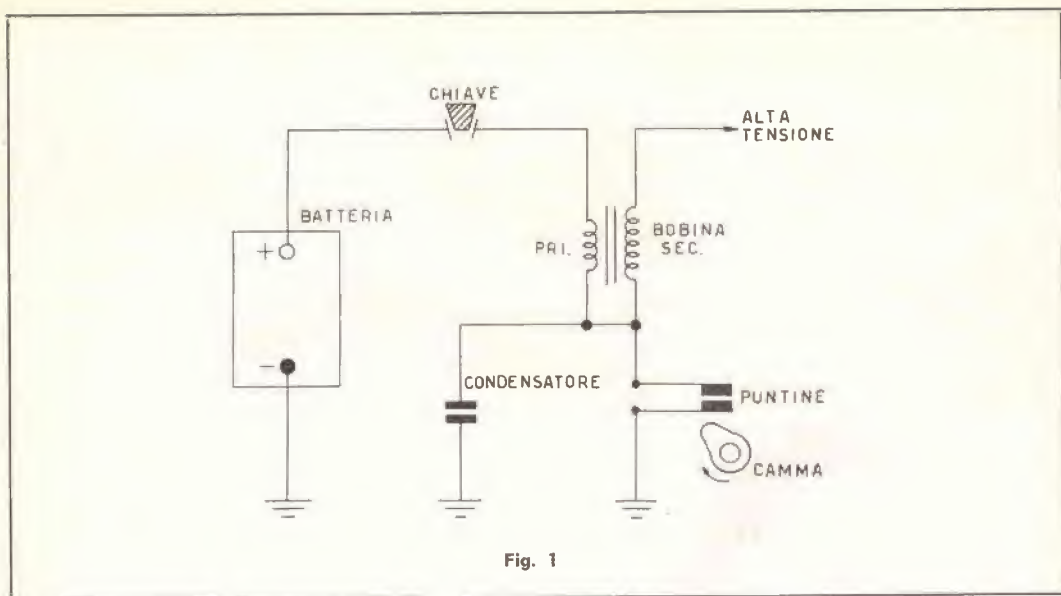 CHIAVE
ALTA
TENSIONE
BATTERIA
+
PRI.
BOBINA
SEC.
-
CONDENSATORE
PUNTINE
CAMMA
Fig. 1